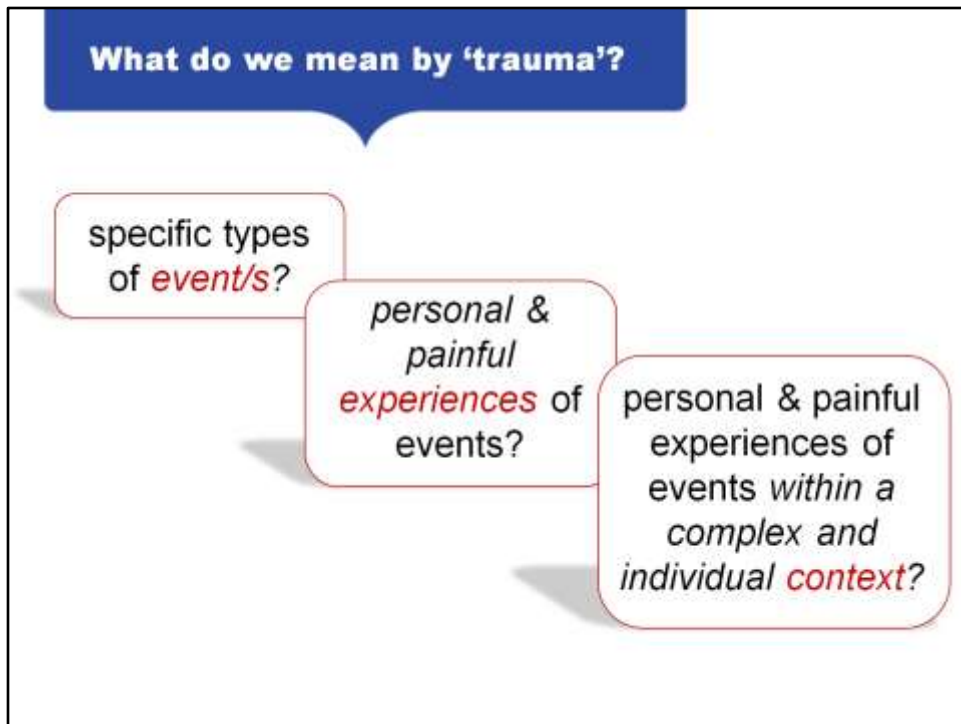 What do we mean by ‘trauma’?
specific types
of event/s?
personal &
painful
experiences of
events?
personal & painful
experiences of
events within a
complex and
individual context?